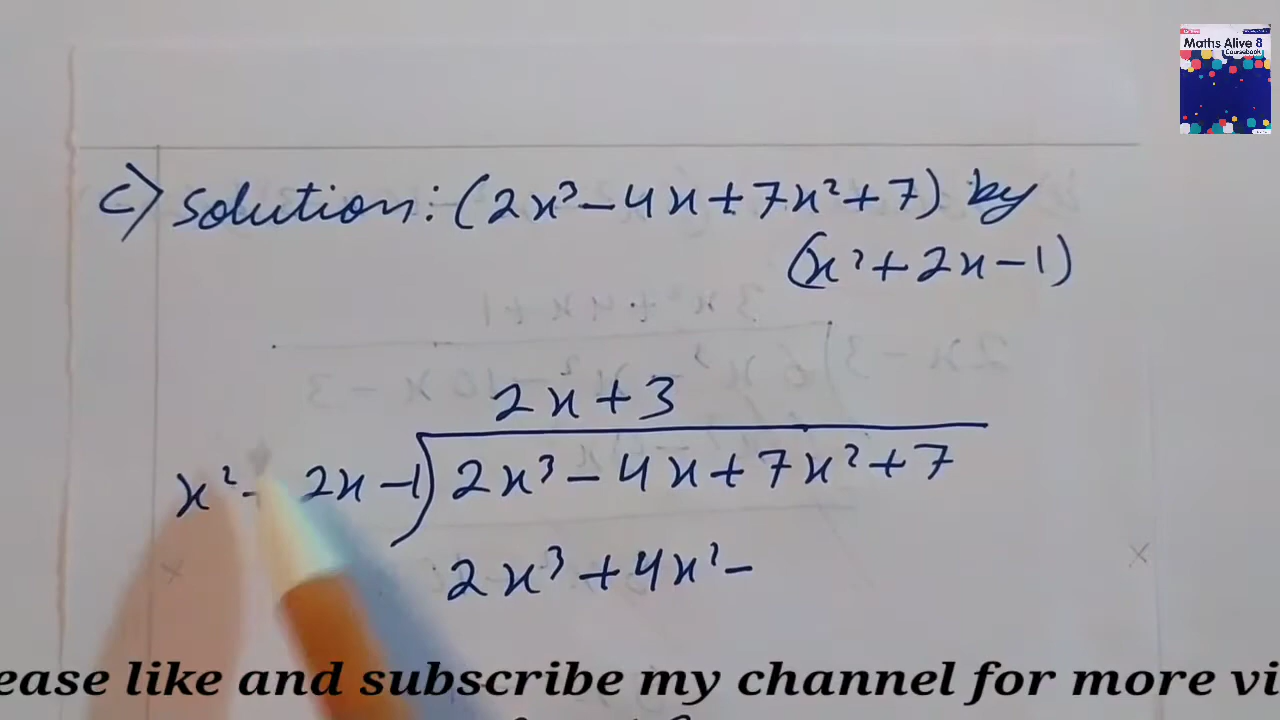 Maths Alive 8
Coursebook
c) Solution: (2x³ - 4x + 7x² + 7) by
(x² + 2x - 1)
2x + 3
x² + 2x - 1) 2x³ - 4x + 7x² + 7
2x³ + 4x² -
ease like and subscribe my channel for more vi